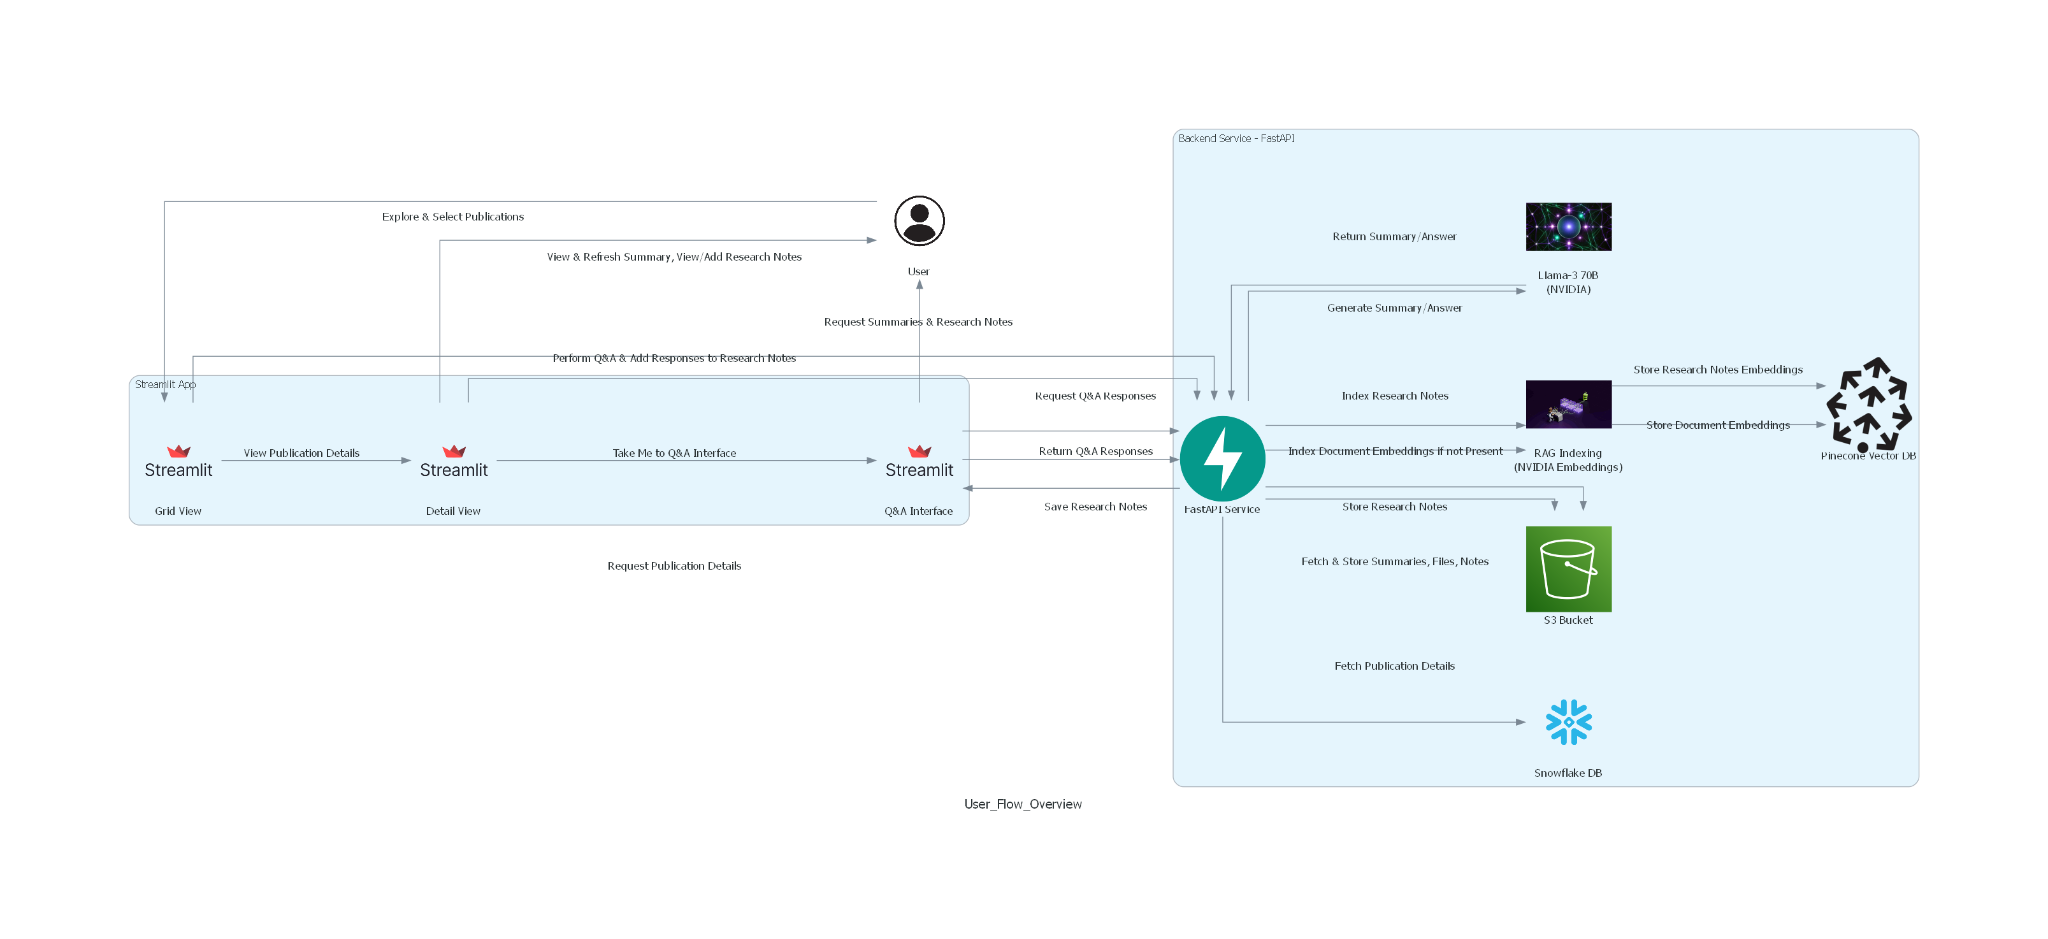 Backend Service - FastAPI
Explore & Select Publications
User
View & Refresh Summary, View/Add Research Notes
Return Summary/Answer
Llama-3 70B
(NVIDIA)
Generate Summary/Answer
Request Summaries & Research Notes
Perform Q&A & Add Responses to Research Notes
Streamlit App
Request Q&A Responses
Index Research Notes
Store Research Notes Embeddings
Streamlit
View Publication Details
Streamlit
Take Me to Q&A Interface
Streamlit
Return Q&A Responses
Index Document Embeddings if not Present
RAG Indexing
(NVIDIA Embeddings)
Store Document Embeddings
Pinecone Vector DB
Grid View
Detail View
Q&A Interface
Save Research Notes
FastAPI Service
Store Research Notes
Request Publication Details
Fetch & Store Summaries, Files, Notes
S3 Bucket
Fetch Publication Details
Snowflake DB
User_Flow_Overview